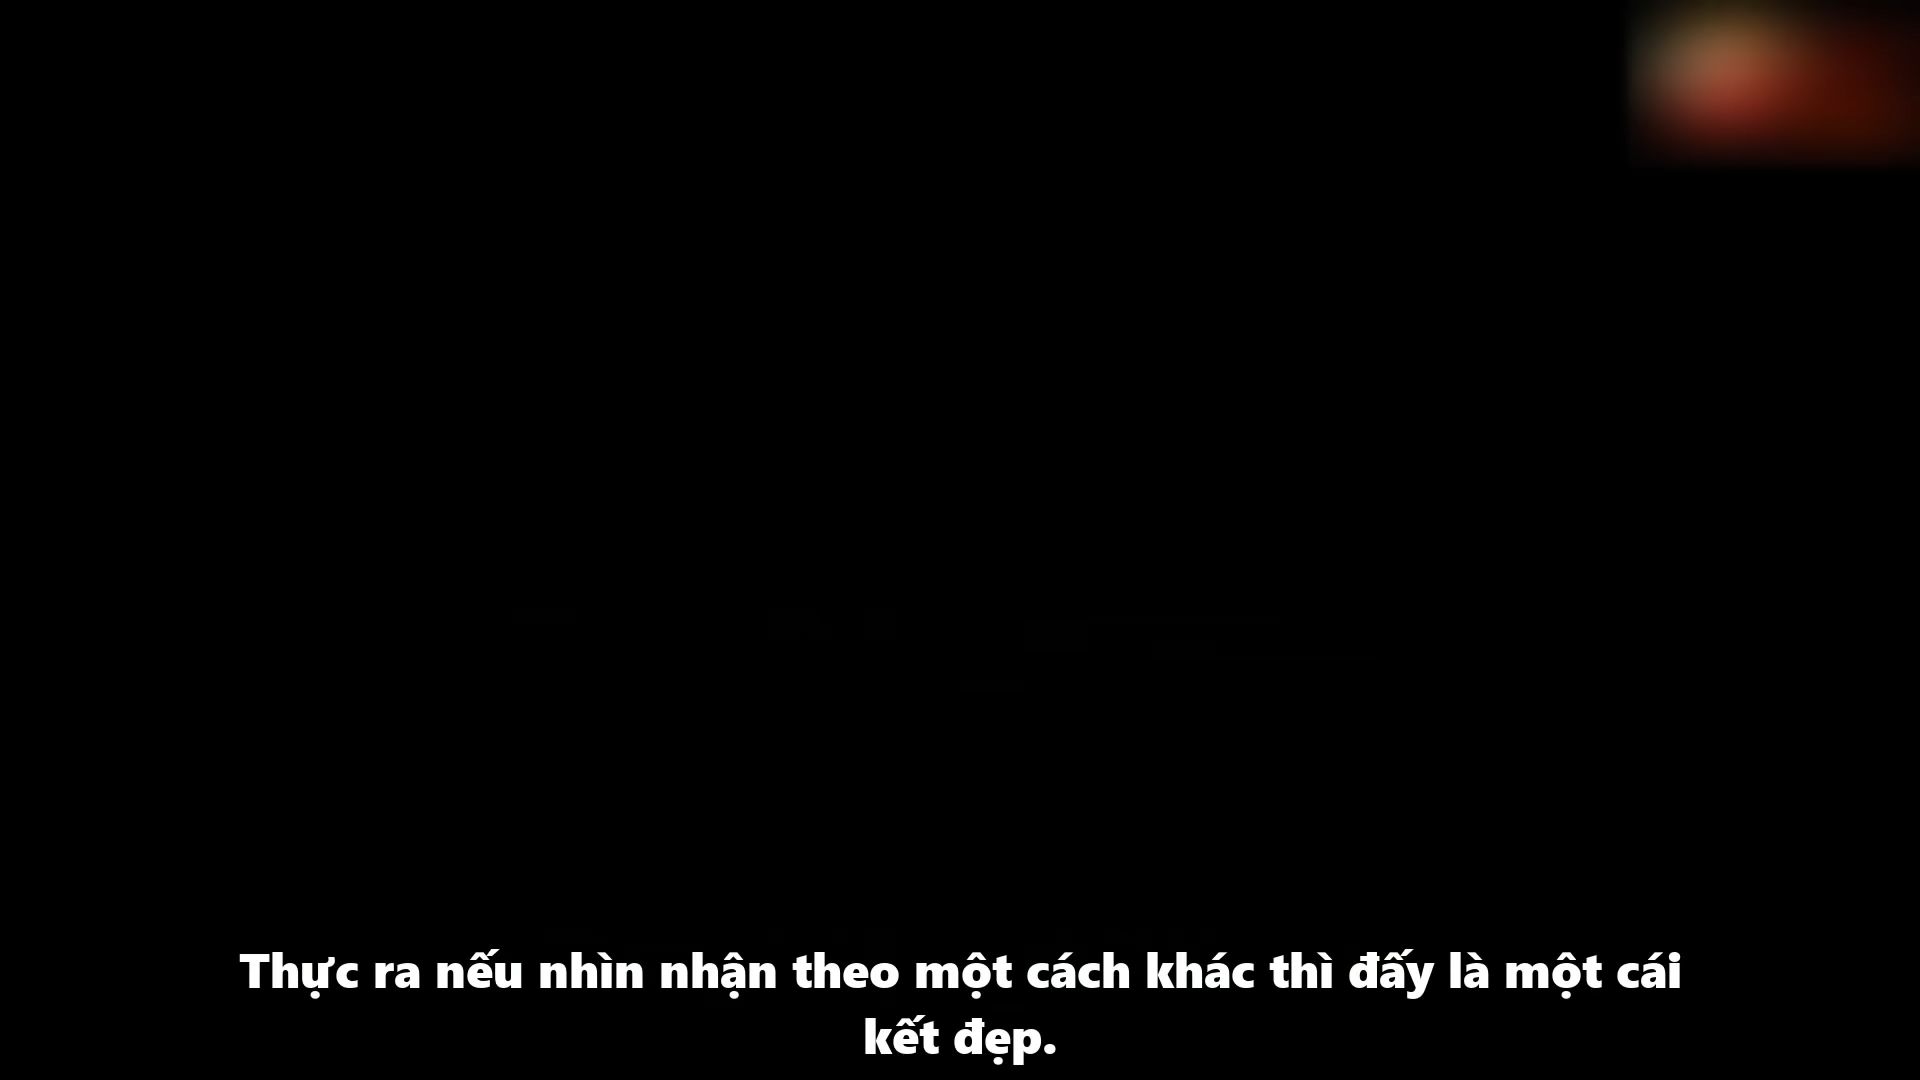 Thực ra nếu nhìn nhận theo một cách khác thì đấy là một cái
kết đẹp.